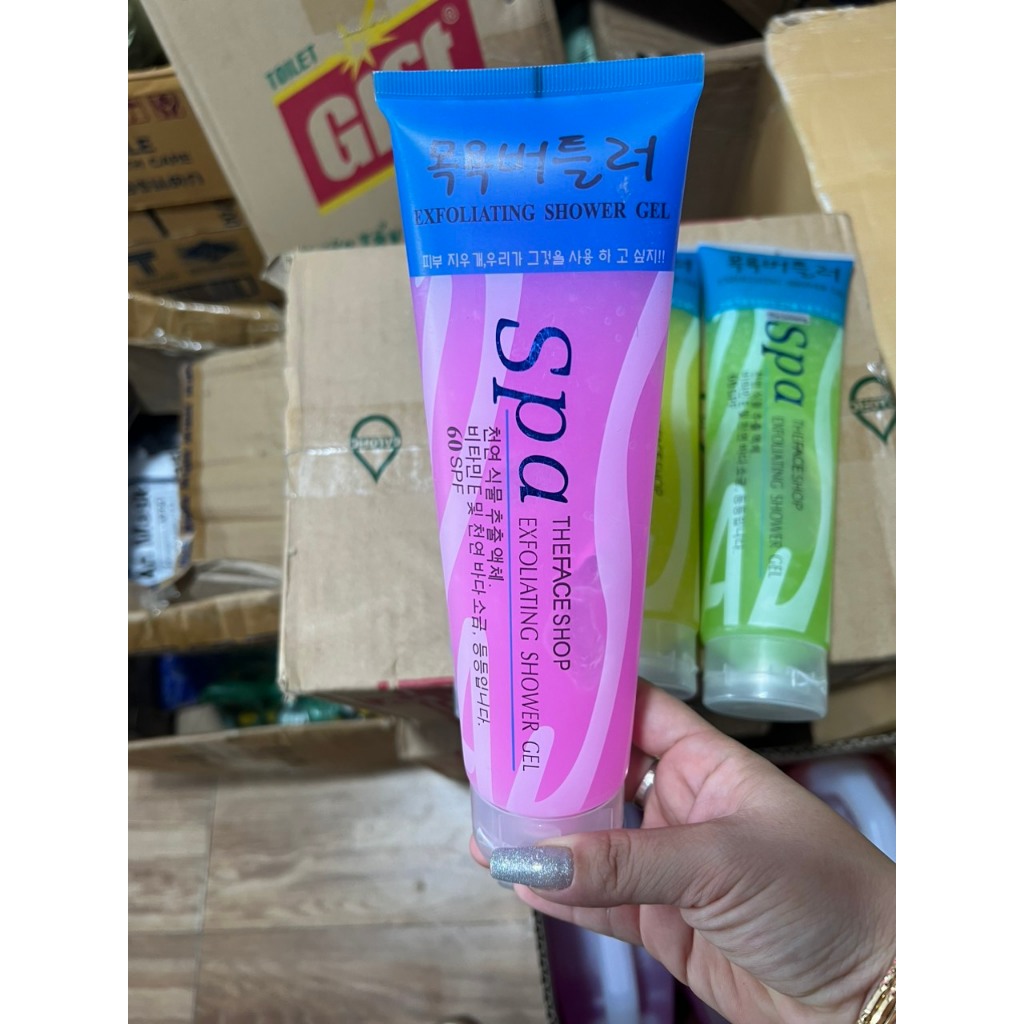 목욕버틀러
EXFOLIATING SHOWER GEL
피부 지우개,우리가 그것을 사용 하 고 싶지!!
Spa
THEFACESHOP
EXFOLIATING SHOWER GEL
천연 식물 추출 액체.
비타민 E 및 천연 바다 소금, 등등입니다.
60 SPF
TOILET
Gift
목욕버틀러
Spa
THEFACESHOP
EXFOLIATING SHOWER GEL
CATONIC